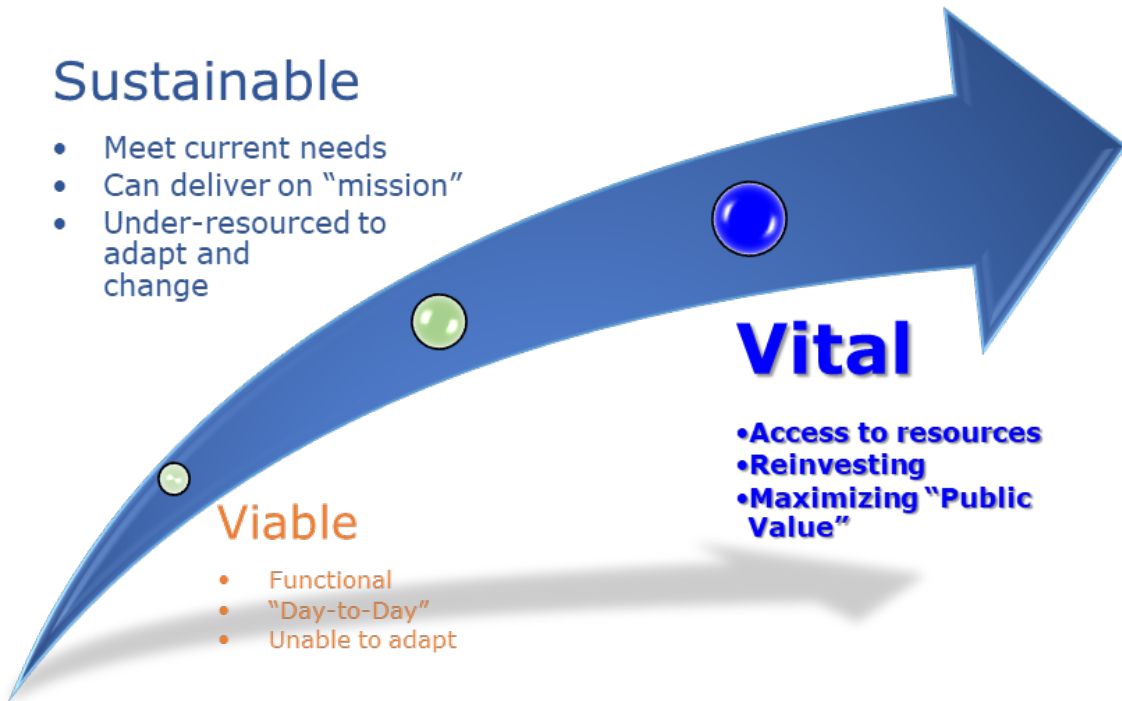 Sustainable
• Meet current needs
• Can deliver on “mission”
• Under-resourced to
adapt and
change
Viable
• Functional
• “Day-to-Day”
• Unable to adapt
Vital
•Access to resources
•Reinvesting
•Maximizing “Public
Value”